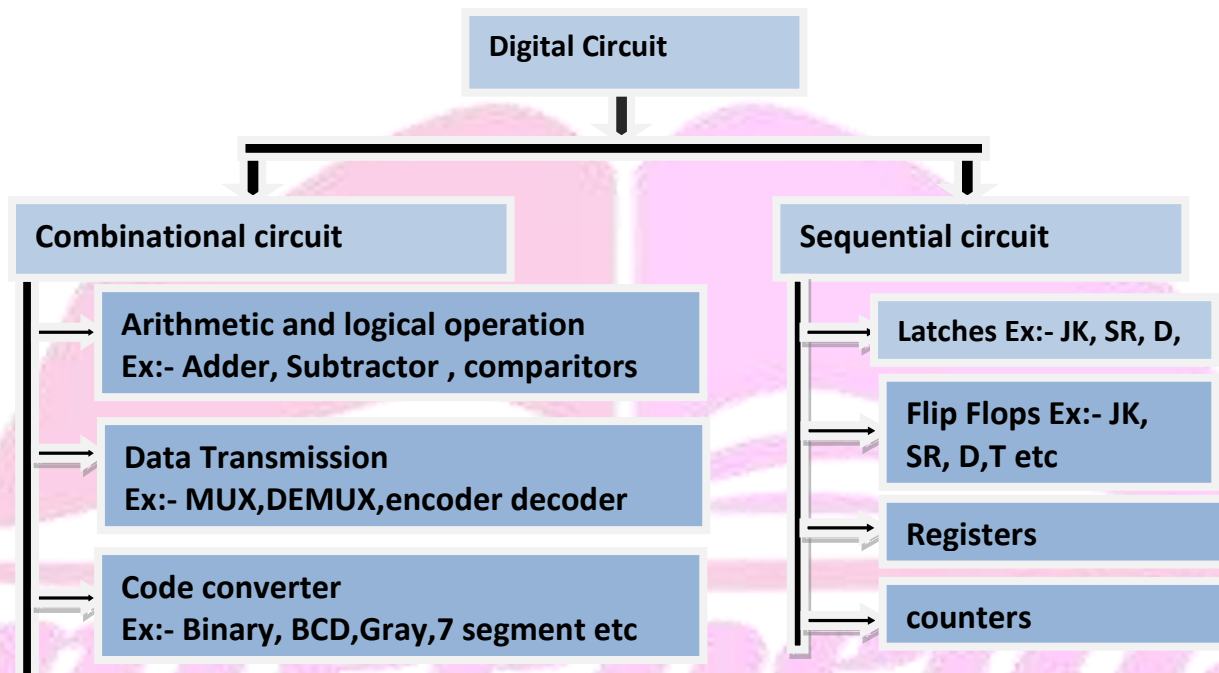 Digital Circuit
Combinational circuit
Arithmetic and logical operation
Ex:- Adder, Subtractor , comparitors
Data Transmission
Ex:- MUX,DEMUX,encoder decoder
Code converter
Ex:- Binary, BCD,Gray,7 segment etc
Sequential circuit
Latches Ex:- JK, SR, D,
Flip Flops Ex:- JK,
SR, D,T etc
Registers
counters